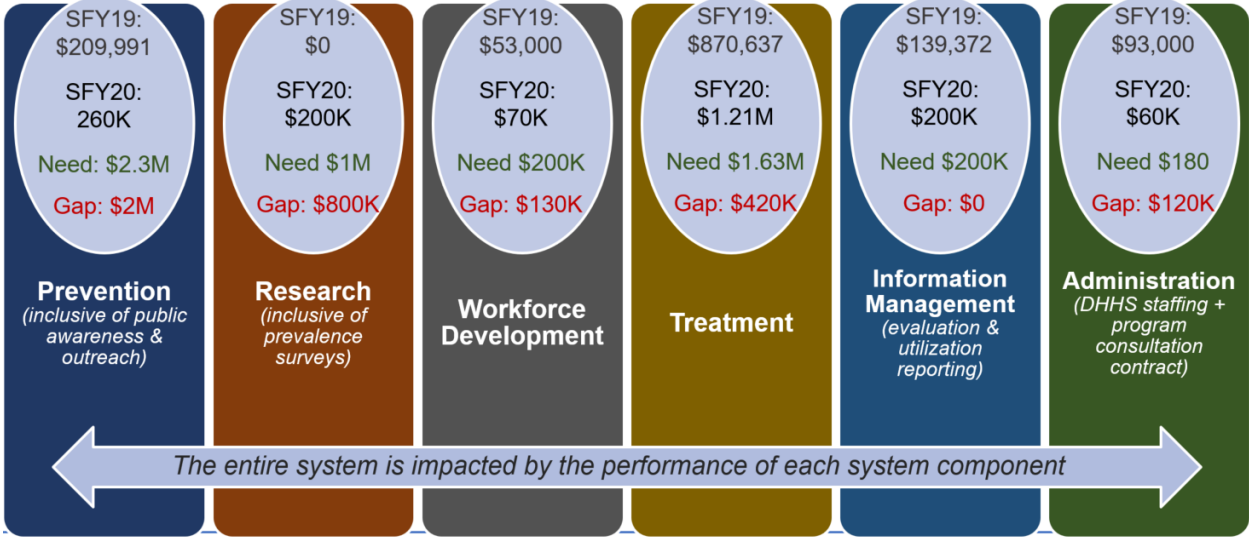 SFY19:
$209,991
SFY20:
260K
Need: $2.3M
Gap: $2M
Prevention
(inclusive of public
awareness &
outreach)
SFY19:
$0
SFY20:
$200K
Need $1M
Gap: $800K
Research
(inclusive of
prevalence
surveys)
SFY19:
$53,000
SFY20:
$70K
Need $200K
Gap: $130K
Workforce
Development
SFY19:
$870,637
SFY20:
$1.21M
Need $1.63M
Gap: $420K
Treatment
SFY19:
$139,372
SFY20:
$200K
Need $200K
Gap: $0
Information
Management
(evaluation &
utilization
reporting)
SFY19:
$93,000
SFY20:
$60K
Need $180
Gap: $120K
Administration
(DHHS staffing +
program
consultation
contract)
The entire system is impacted by the performance of each system component